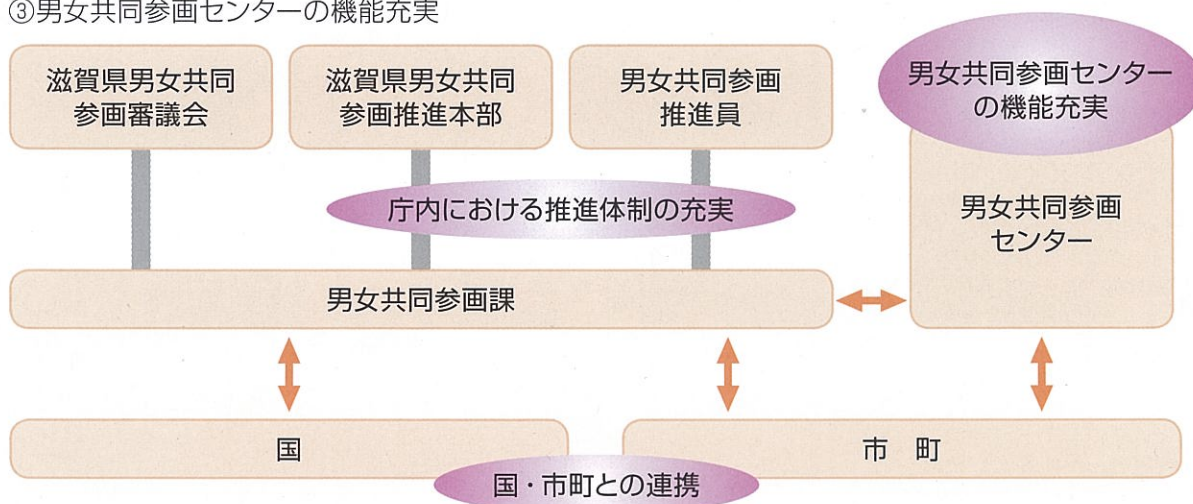 ③男女共同参画センターの機能充実
滋賀県男女共同
参画審議会
滋賀県男女共同
参画推進本部
男女共同参画
推進員
男女共同参画センター
の機能充実
庁内における推進体制の充実
男女共同参画
センター
男女共同参画課
国
市 町
国・市町との連携